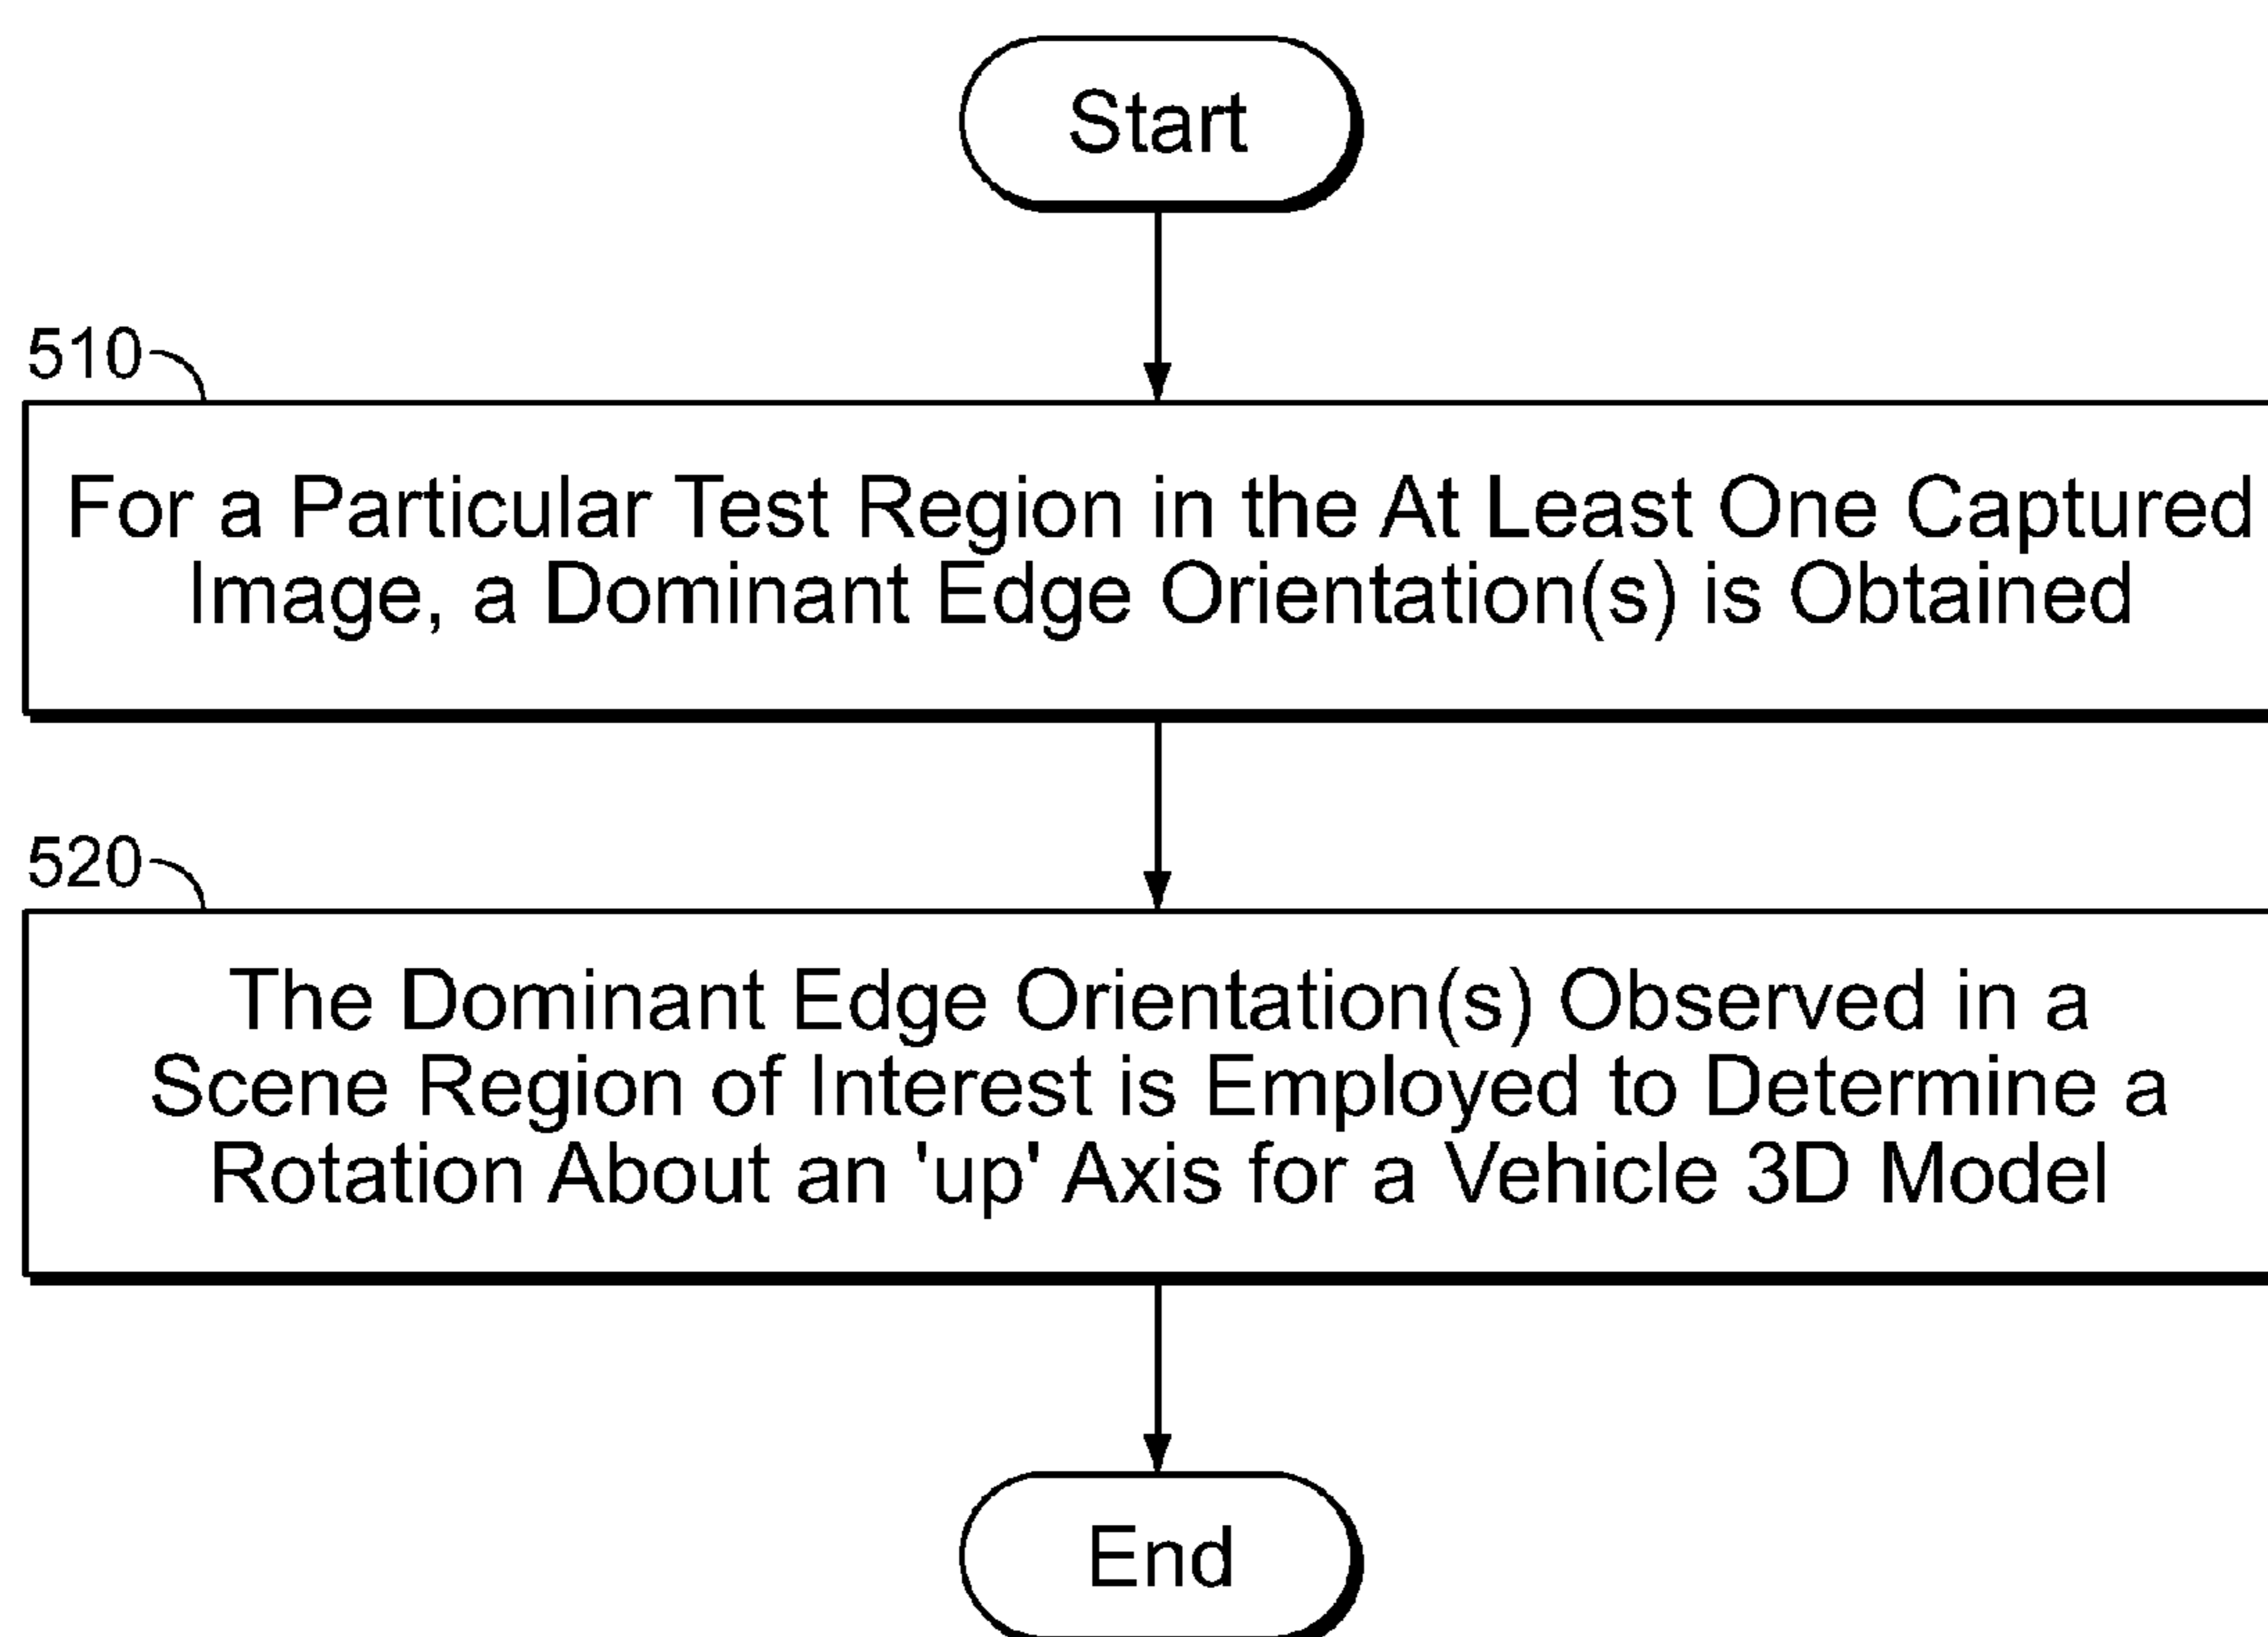 Start
510
For a Particular Test Region in the At Least One Captured
Image, a Dominant Edge Orientation(s) is Obtained
520
The Dominant Edge Orientation(s) Observed in a
Scene Region of Interest is Employed to Determine a
Rotation About an 'up' Axis for a Vehicle 3D Model
End